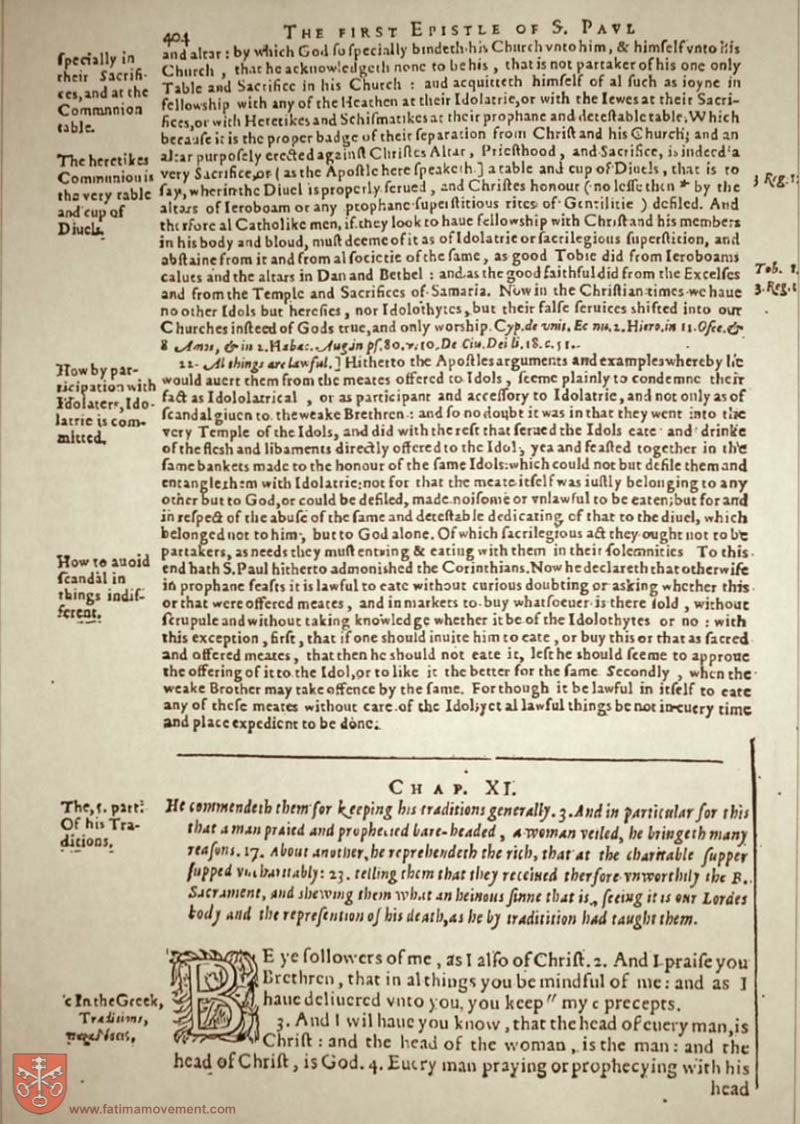 404
THE FIRST EPISTLE OF S. PAVL
ſpecially in
their Sacrifi-
ces, and at the
Communion
table.
The heretikes
Communion is
the very table
and cup of
Diuels.
How by par-
ticipation with
Idolaters, Ido-
latrie is com-
mitted.
How to auoid
ſcandal in
things indif-
ferent.
and altar: by which God ſo ſpecially bindeth his Church vnto him, & himſelf vnto his
Church, that he acknowledgeth none to be his, that is not partaker of his one only
Table and Sacrifice in his Church: and acquitteth himſelf of al ſuch as ioyne in
fellowſhip with any of the Heathen at their Idolatrie, or with the Iewes at their Sacri-
fices, or with Heretikes and Schiſmatikes at their prophane and deteſtable table, Which
becauſe it is the proper badge of their ſeparation from Chriſt and his Church; and an
altar purpoſely erected againſt Chriſtes Altar, Prieſthood, and Sacrifice, is indeed a
very Sacrifice, or (as the Apoſtle here ſpeaketh] a table and cup of Diuels, that is to
ſay, wherin the Diuel is properly ſerued, and Chriſtes honour (no leſſe then * by the
altars of Ieroboam or any prophane ſuperſtitious rites of Gentilitie) defiled. And
therfore al Catholike men, if they look to haue fellowſhip with Chriſt and his members
in his body and bloud, muſt deeme of it as of Idolatrie or ſacrilegious ſuperſtition, and
abſtaine from it and from al ſocietie of the ſame, as good Tobie did from Ieroboams
calues and the altars in Dan and Bethel: and as the good faithful did from the Excelſes
and from the Temple and Sacrifices of Samaria. Now in the Chriſtian times we haue
no other Idols but hereſies, nor Idolothytes, but their falſe ſeruices ſhifted into our
Churches inſteed of Gods true, and only worſhip. Cyp. de vnit. Ec nu. 2. Hiero, in 11. Oſee. &
8 Amos, & in 2. Habac. Aug in pſ. 80. v. 10. De Ciu. Dei li. 18. c. 51.
22. Al things are lawful.] Hitherto the Apoſtles arguments and examples whereby he
would auert them from the meates offered to Idols, ſeeme plainly to condemne their
fact as Idololatrical, or as participant and acceſſory to Idolatrie, and not only as of
ſcandal giuen to the weake Brethren: and ſo no doubt it was in that they went into the
very Temple of the Idols, and did with the reſt that ſerued the Idols eate and drinke
of the fleſh and libaments directly offered to the Idol, yea and feaſted together in the
ſame bankets made to the honour of the ſame Idols: which could not but defile them and
entangle them with Idolatrie: not for that the meate itſelf was iuſtly belonging to any
other but to God, or could be defiled, made noiſome or vnlawful to be eaten; but for and
in reſpect of the abuſe of the ſame and deteſtable dedicating of that to the diuel, which
belonged not to him, but to God alone. Of which ſacrilegious act they ought not to be
partakers, as needs they muſt entring & eating with them in their ſolemnities To this
end hath S. Paul hitherto admonished the Corinthians. Now he declareth that otherwiſe
in prophane feaſts it is lawful to eate without curious doubting or asking whether this
or that were offered meates, and in markets to buy whatſoeuer is there ſold, without
ſcrupule and without taking knowledge whether it be of the Idolothytes or no: with
this exception, firſt, that if one should inuite him to eate, or buy this or that as ſacred
and offered meates, that then he should not eate it, leſt he should ſeeme to approue
the offering of it to the Idol, or to like it the better for the ſame Secondly, when the
weake Brother may take offence by the ſame. For though it be lawful in itſelf to eate
any of theſe meates without care of the Idol; yet al lawful things be not in euery time
and place expedient to be done.
3 Reg.
Tob. 1.
3. Reg.
CHAP. XI.
The, 5. part:
Of his Tra-
ditions.
He commendeth them for keeping his traditions generally. 3. And in particular for this
that a man praied and propheſied bare-headed, a woman veiled, he bringeth many
reaſons. 17. About another, he reprehendeth the rich, that at the charitable ſupper
ſupped vncharitably: 23. telling them that they receiued therfore vnworthily the B.
Sacrament, and shewing them what an heinous ſinne that is, ſeeing it is our Lordes
body and the repreſention of his death, as he by traditition had taught them.
BE ye followers of me, as I alſo of Chriſt. 2. And I praiſe you
Brethren, that in al things you be mindful of me: and as I
haue deliuered vnto you, you keep" my c precepts.
3. And I wil haue you know, that the head of euery man, is
Chriſt: and the head of the woman, is the man: and the
head of Chriſt, is God. 4. Euery man praying or prophecying with his
head
c In the Greek,
Traditions,
www.fatimamovement.com